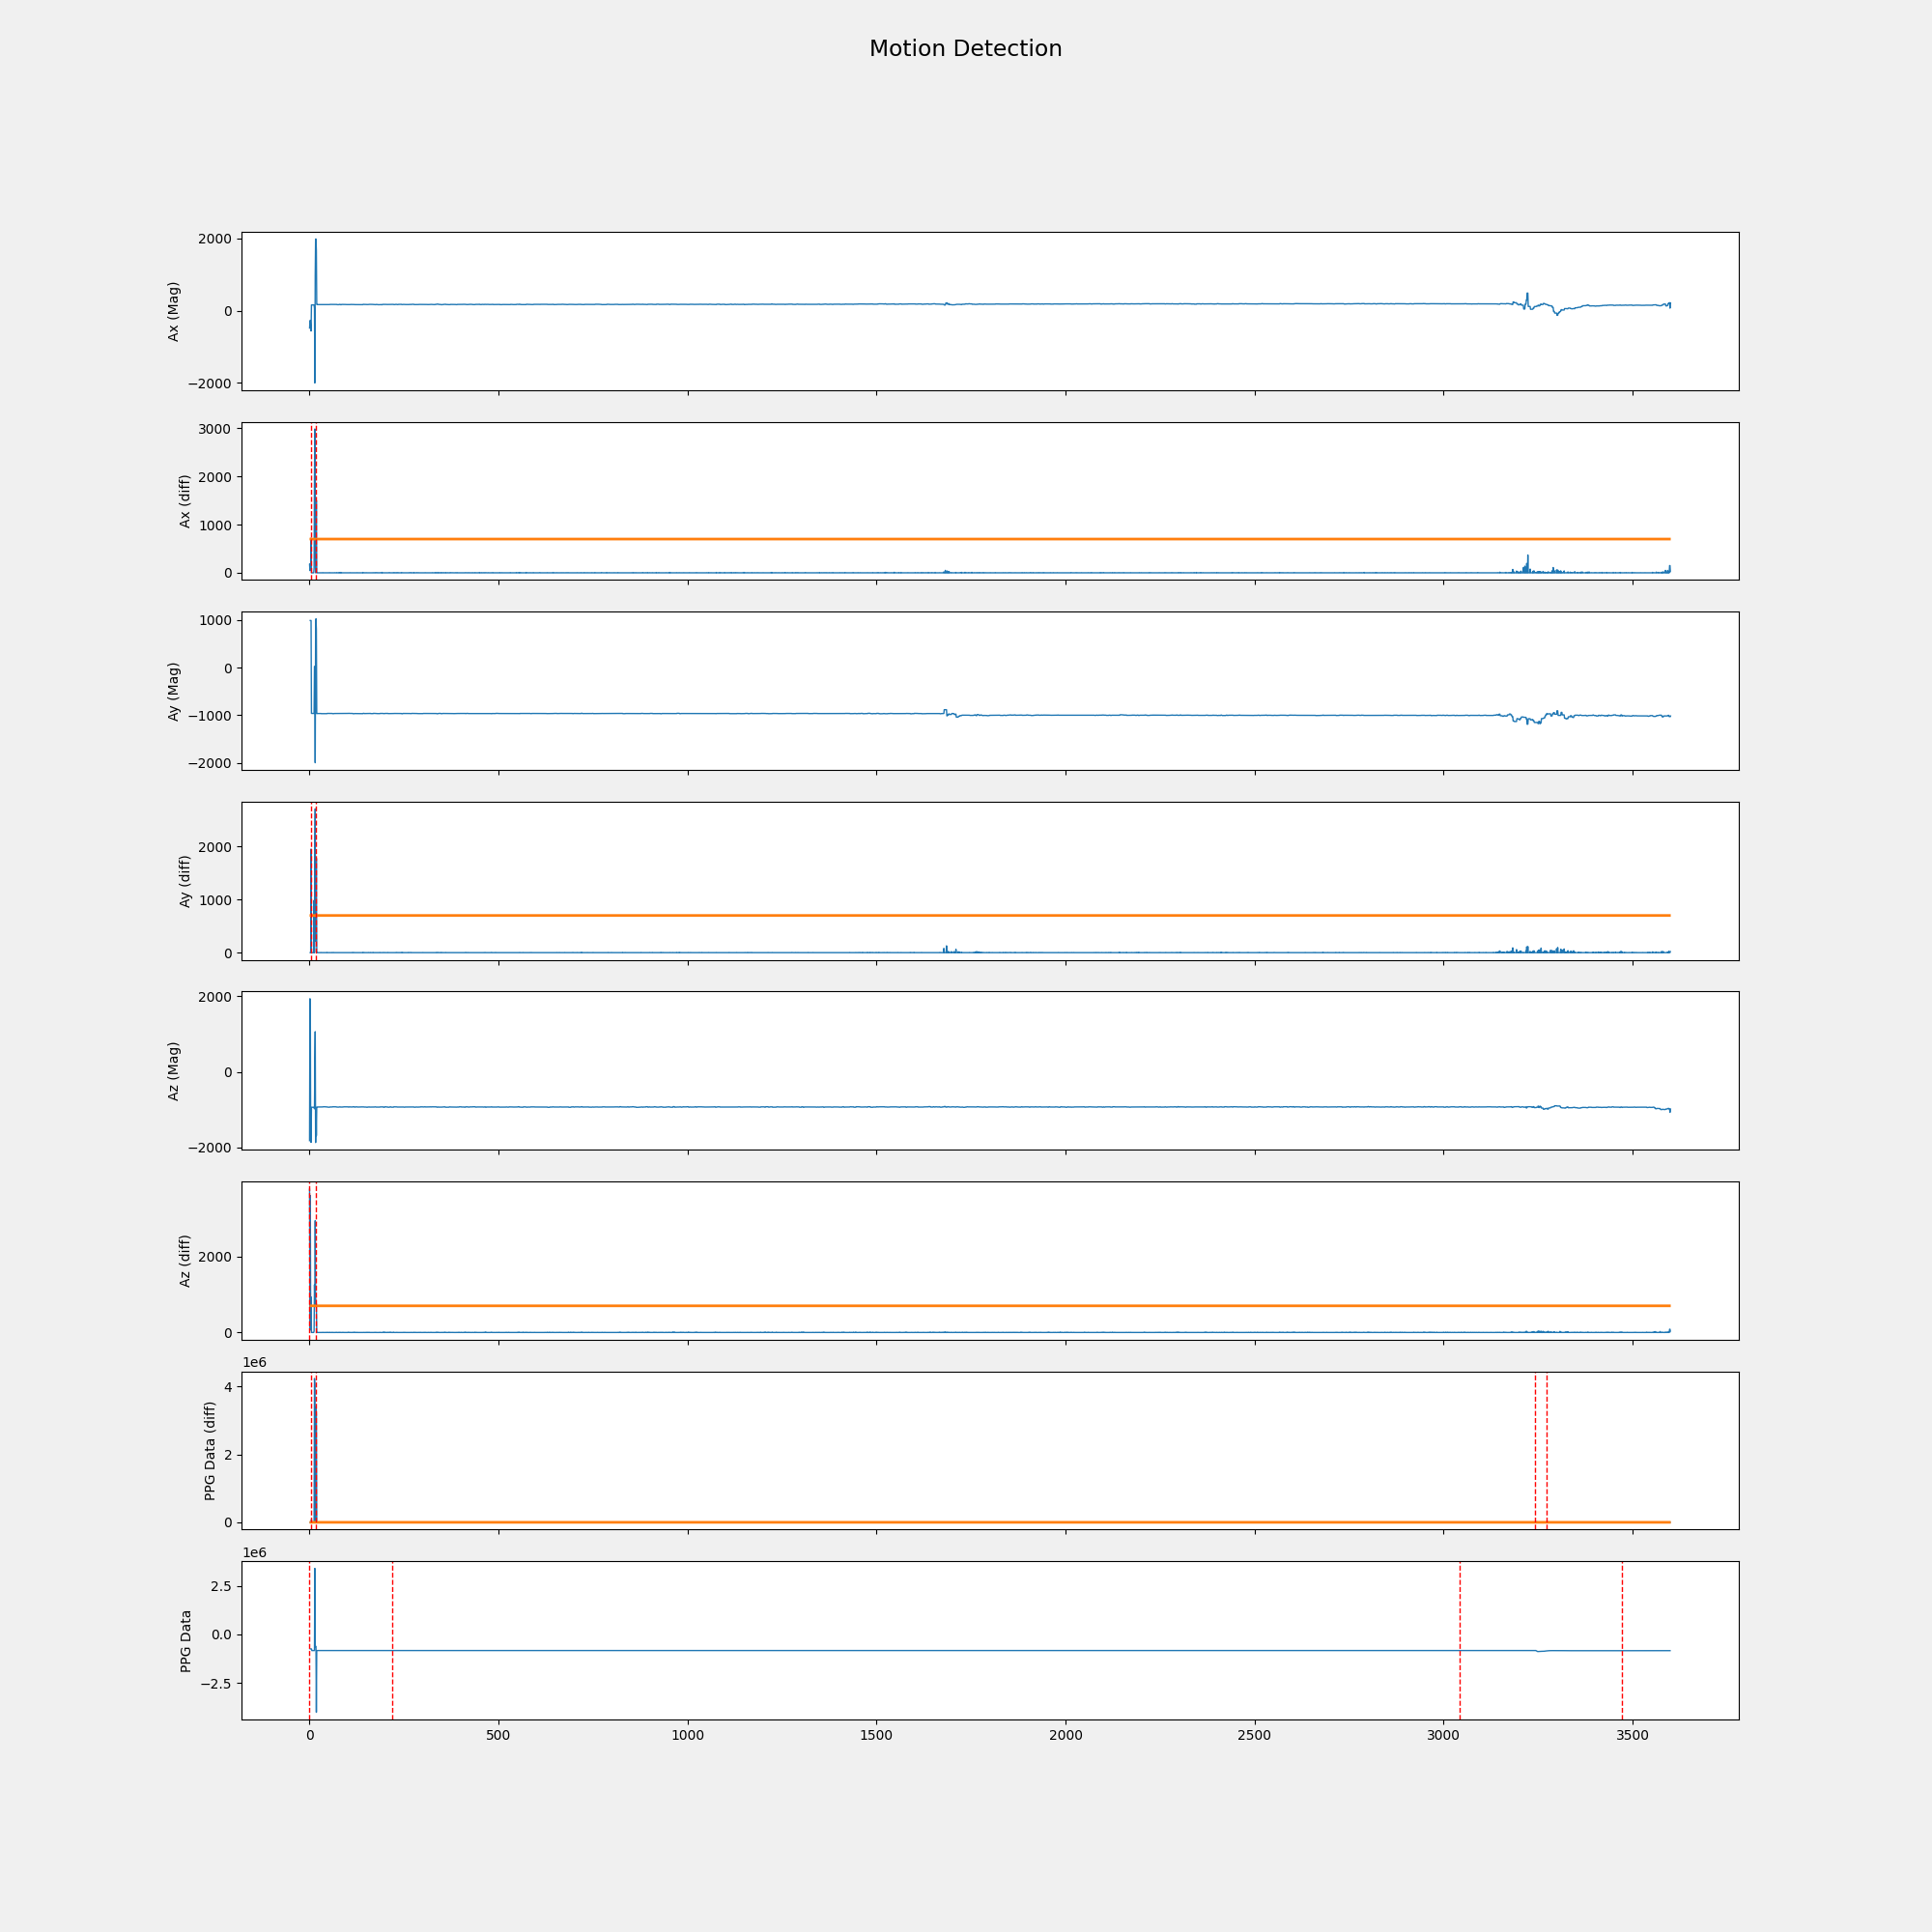 Motion Detection
2000
0
−2000
Ax (Mag)
3000
2000
1000
0
Ax (diff)
1000
0
−1000
−2000
Ay (Mag)
2000
1000
0
Ay (diff)
2000
0
−2000
Az (Mag)
2000
0
Az (diff)
1e6
4
2
0
PPG Data (diff)
1e6
2.5
0.0
−2.5
PPG Data
0 500 1000 1500 2000 2500 3000 3500